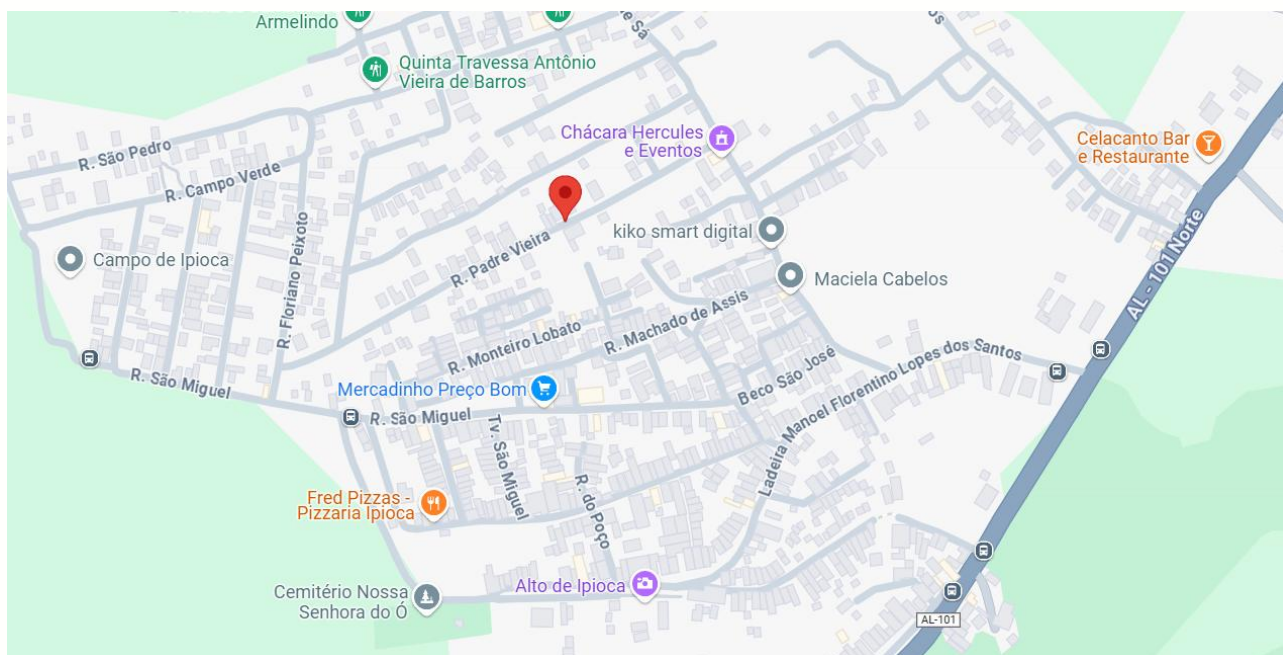 Armelindo
de Sá
os
Quinta Travessa Antônio
Vieira de Barros
Chácara Hercules
e Eventos
Celacanto Bar
e Restaurante
R. São Pedro
R. Campo Verde
kiko smart digital
Campo de Ipioca
R. Padre Vieira
R. Floriano Peixoto
Maciela Cabelos
AL - 101 Norte
R. Machado de Assis
R. Monteiro Lobato
R. São Miguel
Mercadinho Preço Bom
Beco São José
Ladeira Manoel Florentino Lopes dos Santos
R. São Miguel
Tv. São Miguel
Fred Pizzas -
Pizzaria Ipioca
R. do Poço
Alto de Ipioca
Cemitério Nossa
Senhora do Ó
AL-101